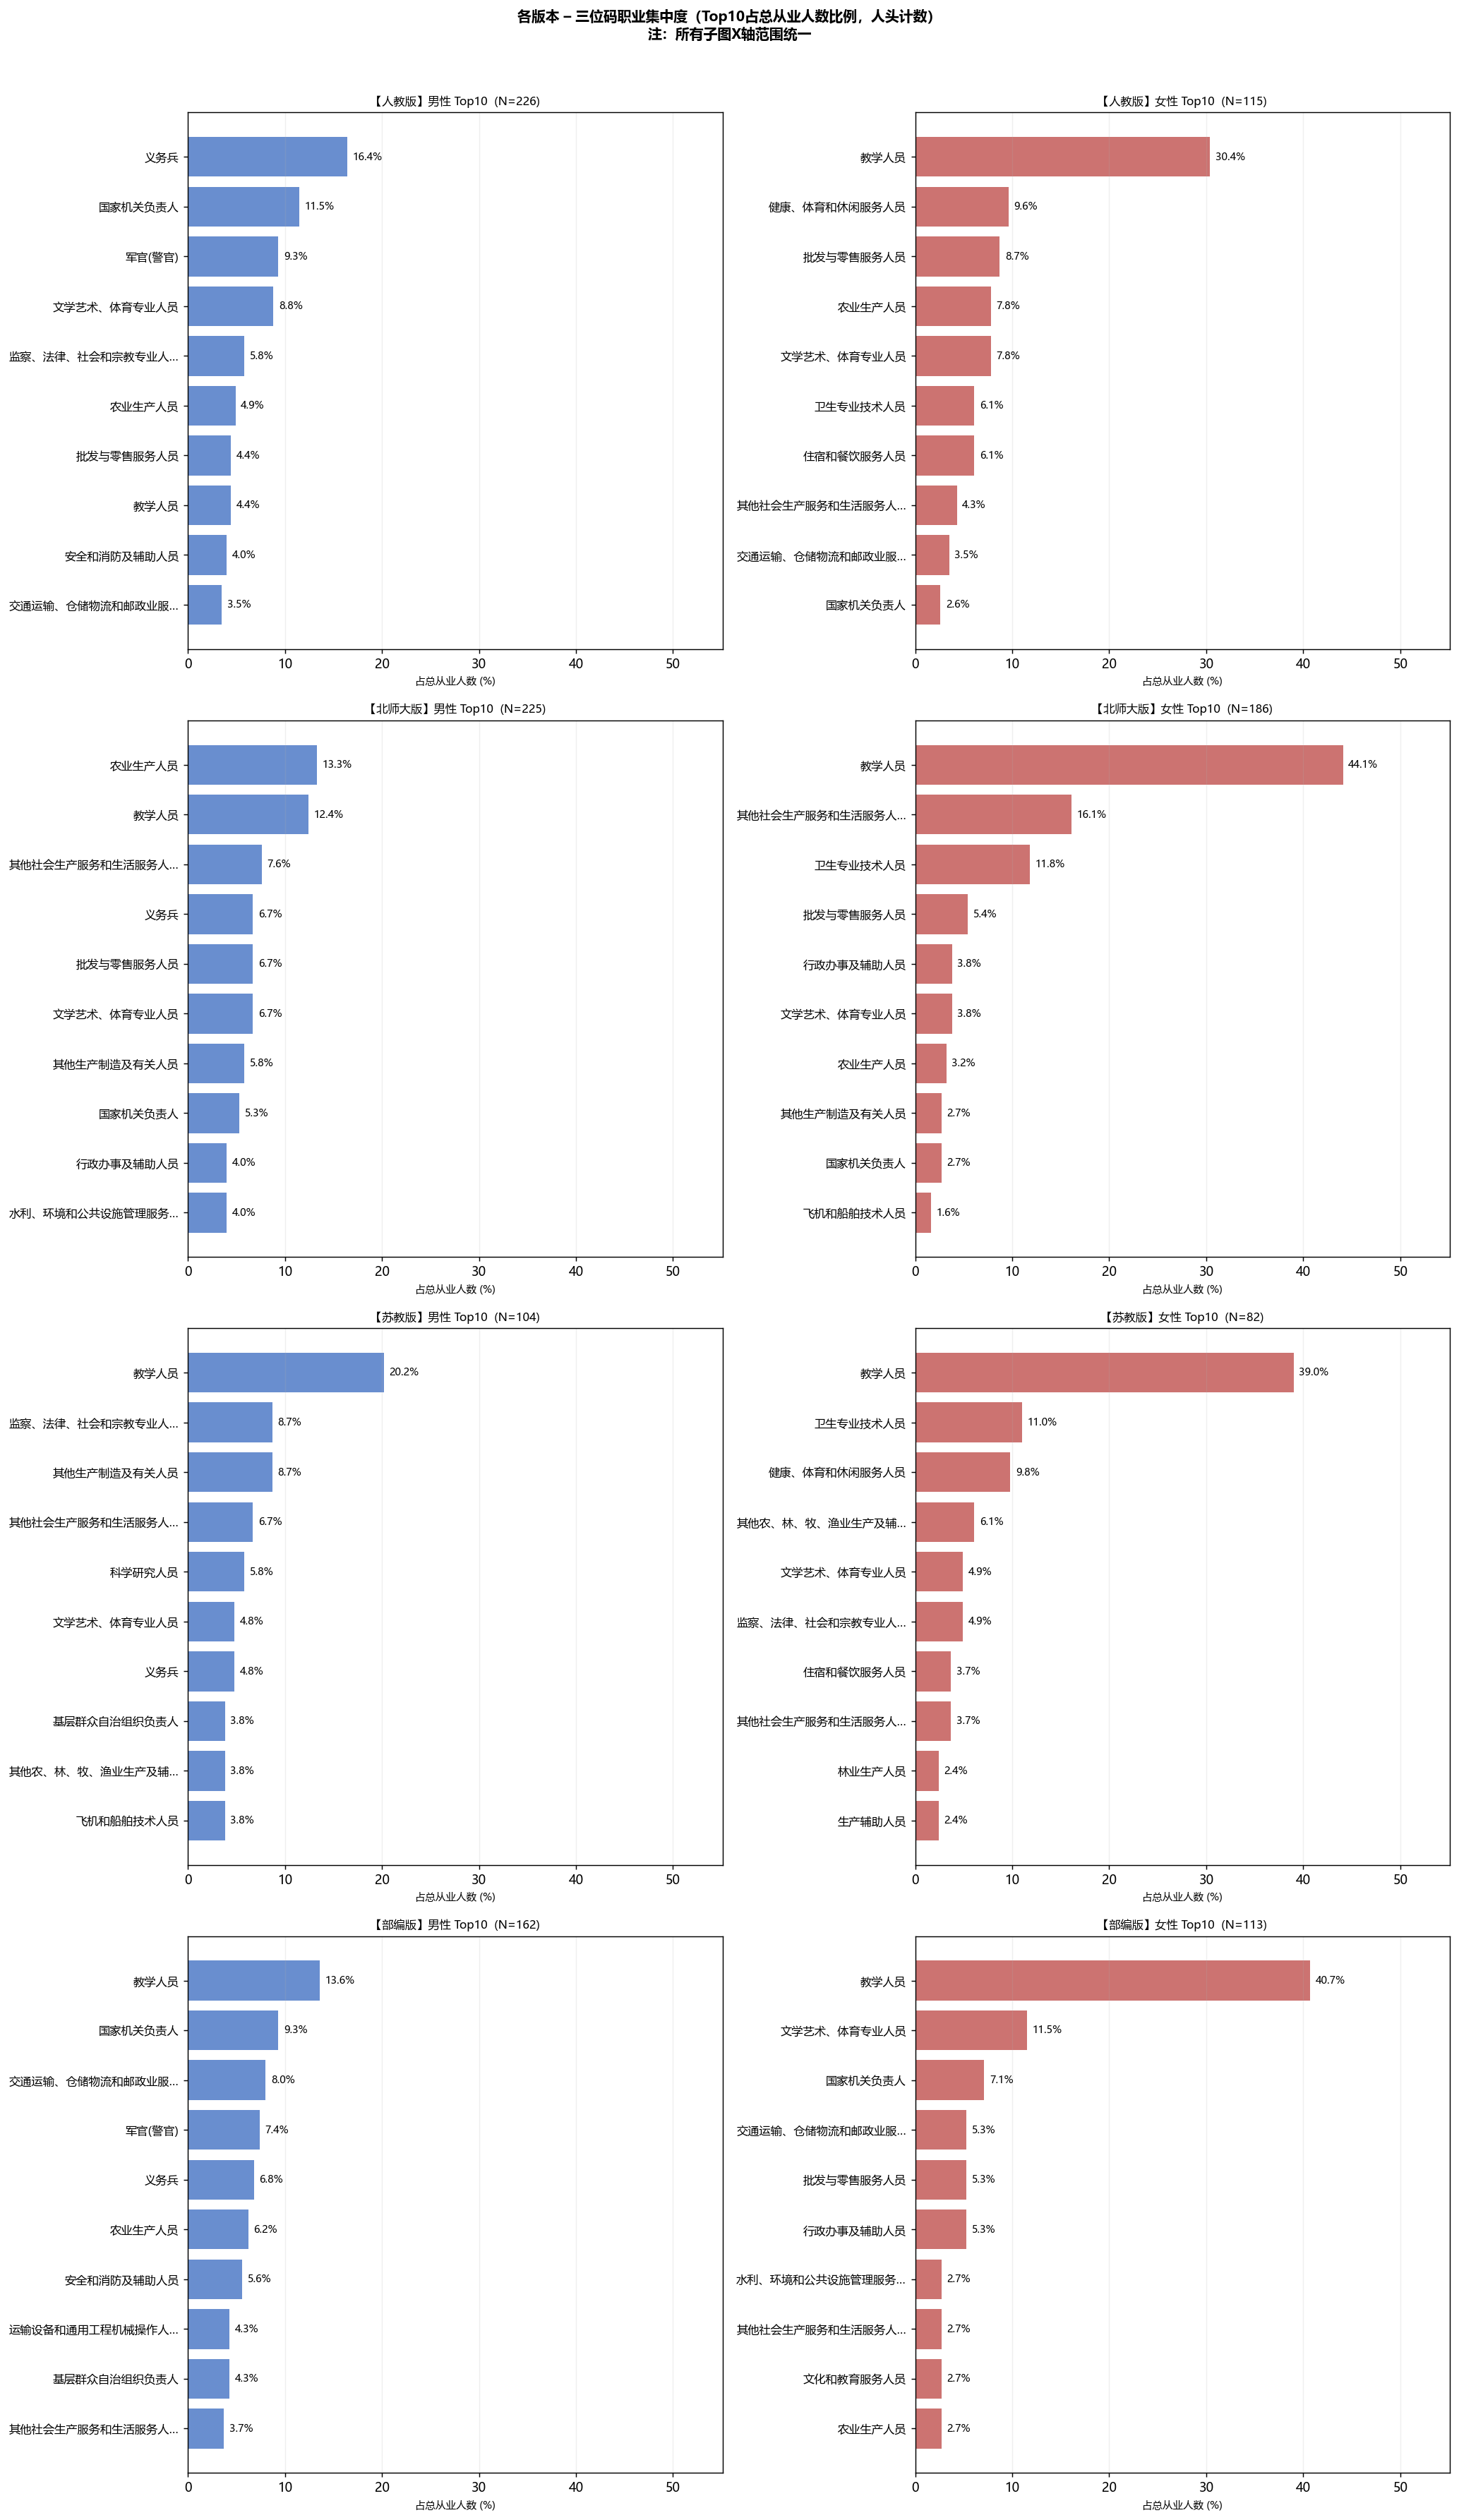 各版本 – 三位码职业集中度（Top10占总从业人数比例，人头计数）
注：所有子图X轴范围统一
【人教版】男性 Top10 (N=226)
义务兵 16.4%
国家机关负责人 11.5%
军官(警官) 9.3%
文学艺术、体育专业人员 8.8%
监察、法律、社会和宗教专业人... 5.8%
农业生产人员 4.9%
批发与零售服务人员 4.4%
教学人员 4.4%
安全和消防及辅助人员 4.0%
交通运输、仓储物流和邮政业服... 3.5%
0 10 20 30 40 50
占总从业人数 (%)
【人教版】女性 Top10 (N=115)
教学人员 30.4%
健康、体育和休闲服务人员 9.6%
批发与零售服务人员 8.7%
农业生产人员 7.8%
文学艺术、体育专业人员 7.8%
卫生专业技术人员 6.1%
住宿和餐饮服务人员 6.1%
其他社会生产服务和生活服务人... 4.3%
交通运输、仓储物流和邮政业服... 3.5%
国家机关负责人 2.6%
0 10 20 30 40 50
占总从业人数 (%)
【北师大版】男性 Top10 (N=225)
农业生产人员 13.3%
教学人员 12.4%
其他社会生产服务和生活服务人... 7.6%
义务兵 6.7%
批发与零售服务人员 6.7%
文学艺术、体育专业人员 6.7%
其他生产制造及有关人员 5.8%
国家机关负责人 5.3%
行政办事及辅助人员 4.0%
水利、环境和公共设施管理服务... 4.0%
0 10 20 30 40 50
占总从业人数 (%)
【北师大版】女性 Top10 (N=186)
教学人员 44.1%
其他社会生产服务和生活服务人... 16.1%
卫生专业技术人员 11.8%
批发与零售服务人员 5.4%
行政办事及辅助人员 3.8%
文学艺术、体育专业人员 3.8%
农业生产人员 3.2%
其他生产制造及有关人员 2.7%
国家机关负责人 2.7%
飞机和船舶技术人员 1.6%
0 10 20 30 40 50
占总从业人数 (%)
【苏教版】男性 Top10 (N=104)
教学人员 20.2%
监察、法律、社会和宗教专业人... 8.7%
其他生产制造及有关人员 8.7%
其他社会生产服务和生活服务人... 6.7%
科学研究人员 5.8%
文学艺术、体育专业人员 4.8%
义务兵 4.8%
基层群众自治组织负责人 3.8%
其他农、林、牧、渔业生产及辅... 3.8%
飞机和船舶技术人员 3.8%
0 10 20 30 40 50
占总从业人数 (%)
【苏教版】女性 Top10 (N=82)
教学人员 39.0%
卫生专业技术人员 11.0%
健康、体育和休闲服务人员 9.8%
其他农、林、牧、渔业生产及辅... 6.1%
文学艺术、体育专业人员 4.9%
监察、法律、社会和宗教专业人... 4.9%
住宿和餐饮服务人员 3.7%
其他社会生产服务和生活服务人... 3.7%
林业生产人员 2.4%
生产辅助人员 2.4%
0 10 20 30 40 50
占总从业人数 (%)
【部编版】男性 Top10 (N=162)
教学人员 13.6%
国家机关负责人 9.3%
交通运输、仓储物流和邮政业服... 8.0%
军官(警官) 7.4%
义务兵 6.8%
农业生产人员 6.2%
安全和消防及辅助人员 5.6%
运输设备和通用工程机械操作人... 4.3%
基层群众自治组织负责人 4.3%
其他社会生产服务和生活服务人... 3.7%
0 10 20 30 40 50
占总从业人数 (%)
【部编版】女性 Top10 (N=113)
教学人员 40.7%
文学艺术、体育专业人员 11.5%
国家机关负责人 7.1%
交通运输、仓储物流和邮政业服... 5.3%
批发与零售服务人员 5.3%
行政办事及辅助人员 5.3%
水利、环境和公共设施管理服务... 2.7%
其他社会生产服务和生活服务人... 2.7%
文化和教育服务人员 2.7%
农业生产人员 2.7%
0 10 20 30 40 50
占总从业人数 (%)